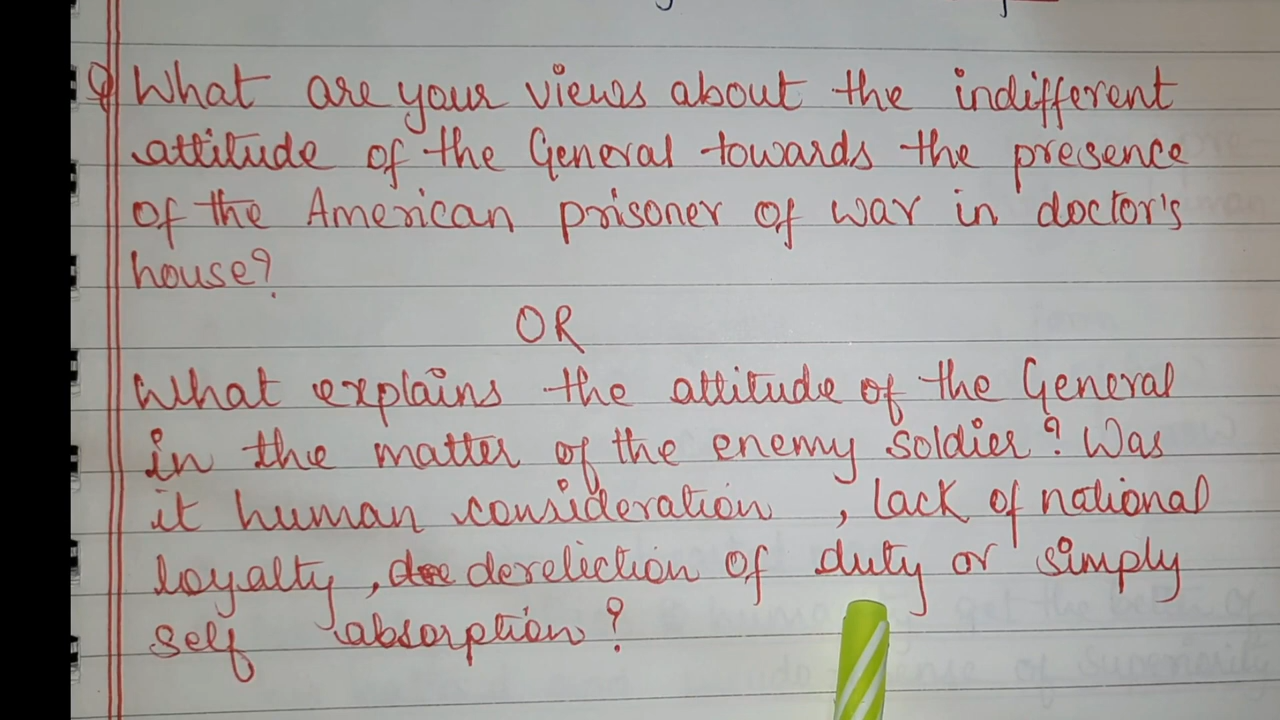 Q What are your views about the indifferent
attitude of the General towards the presence
of the American prisoner of war in doctor's
house?
OR
What explains the attitude of the General
in the matter of the enemy soldier? Was
it human consideration, lack of national
loyalty, dereliction of duty or simply
self absorption?